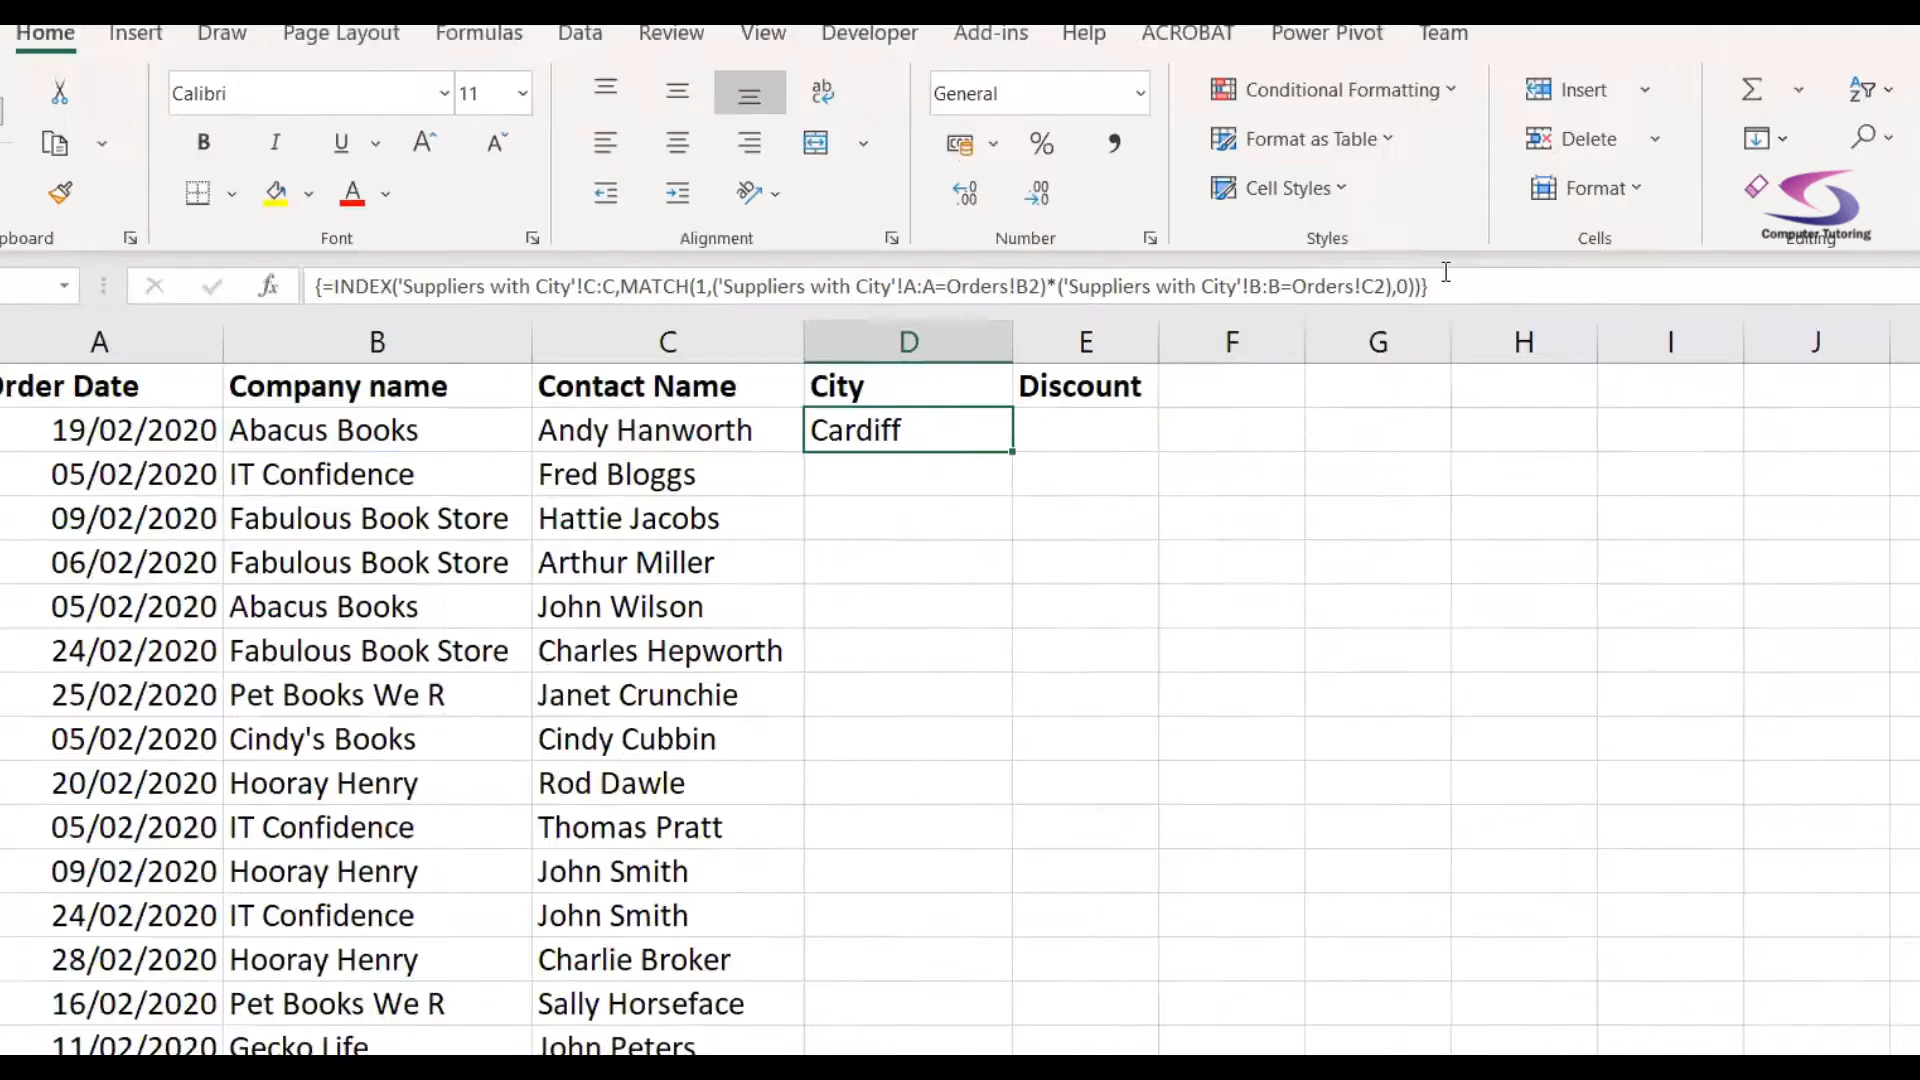 Home Insert Draw Page Layout Formulas Data Review View Developer Add-ins Help ACROBAT Power Pivot Team
Calibri 11 ab c General Conditional Formatting Insert Σ
B I U A A % Format as Table Delete
A Cell Styles Format
pboard Font Alignment Number Styles Cells Editing
Computer Tutoring
fx {=INDEX('Suppliers with City'!C:C,MATCH(1,('Suppliers with City'!A:A=Orders!B2)*('Suppliers with City'!B:B=Orders!C2),0))}
A B C D E F G H I J
rder Date Company name Contact Name City Discount
19/02/2020 Abacus Books Andy Hanworth Cardiff
05/02/2020 IT Confidence Fred Bloggs
09/02/2020 Fabulous Book Store Hattie Jacobs
06/02/2020 Fabulous Book Store Arthur Miller
05/02/2020 Abacus Books John Wilson
24/02/2020 Fabulous Book Store Charles Hepworth
25/02/2020 Pet Books We R Janet Crunchie
05/02/2020 Cindy's Books Cindy Cubbin
20/02/2020 Hooray Henry Rod Dawle
05/02/2020 IT Confidence Thomas Pratt
09/02/2020 Hooray Henry John Smith
24/02/2020 IT Confidence John Smith
28/02/2020 Hooray Henry Charlie Broker
16/02/2020 Pet Books We R Sally Horseface
11/02/2020 Gecko Life John Peters